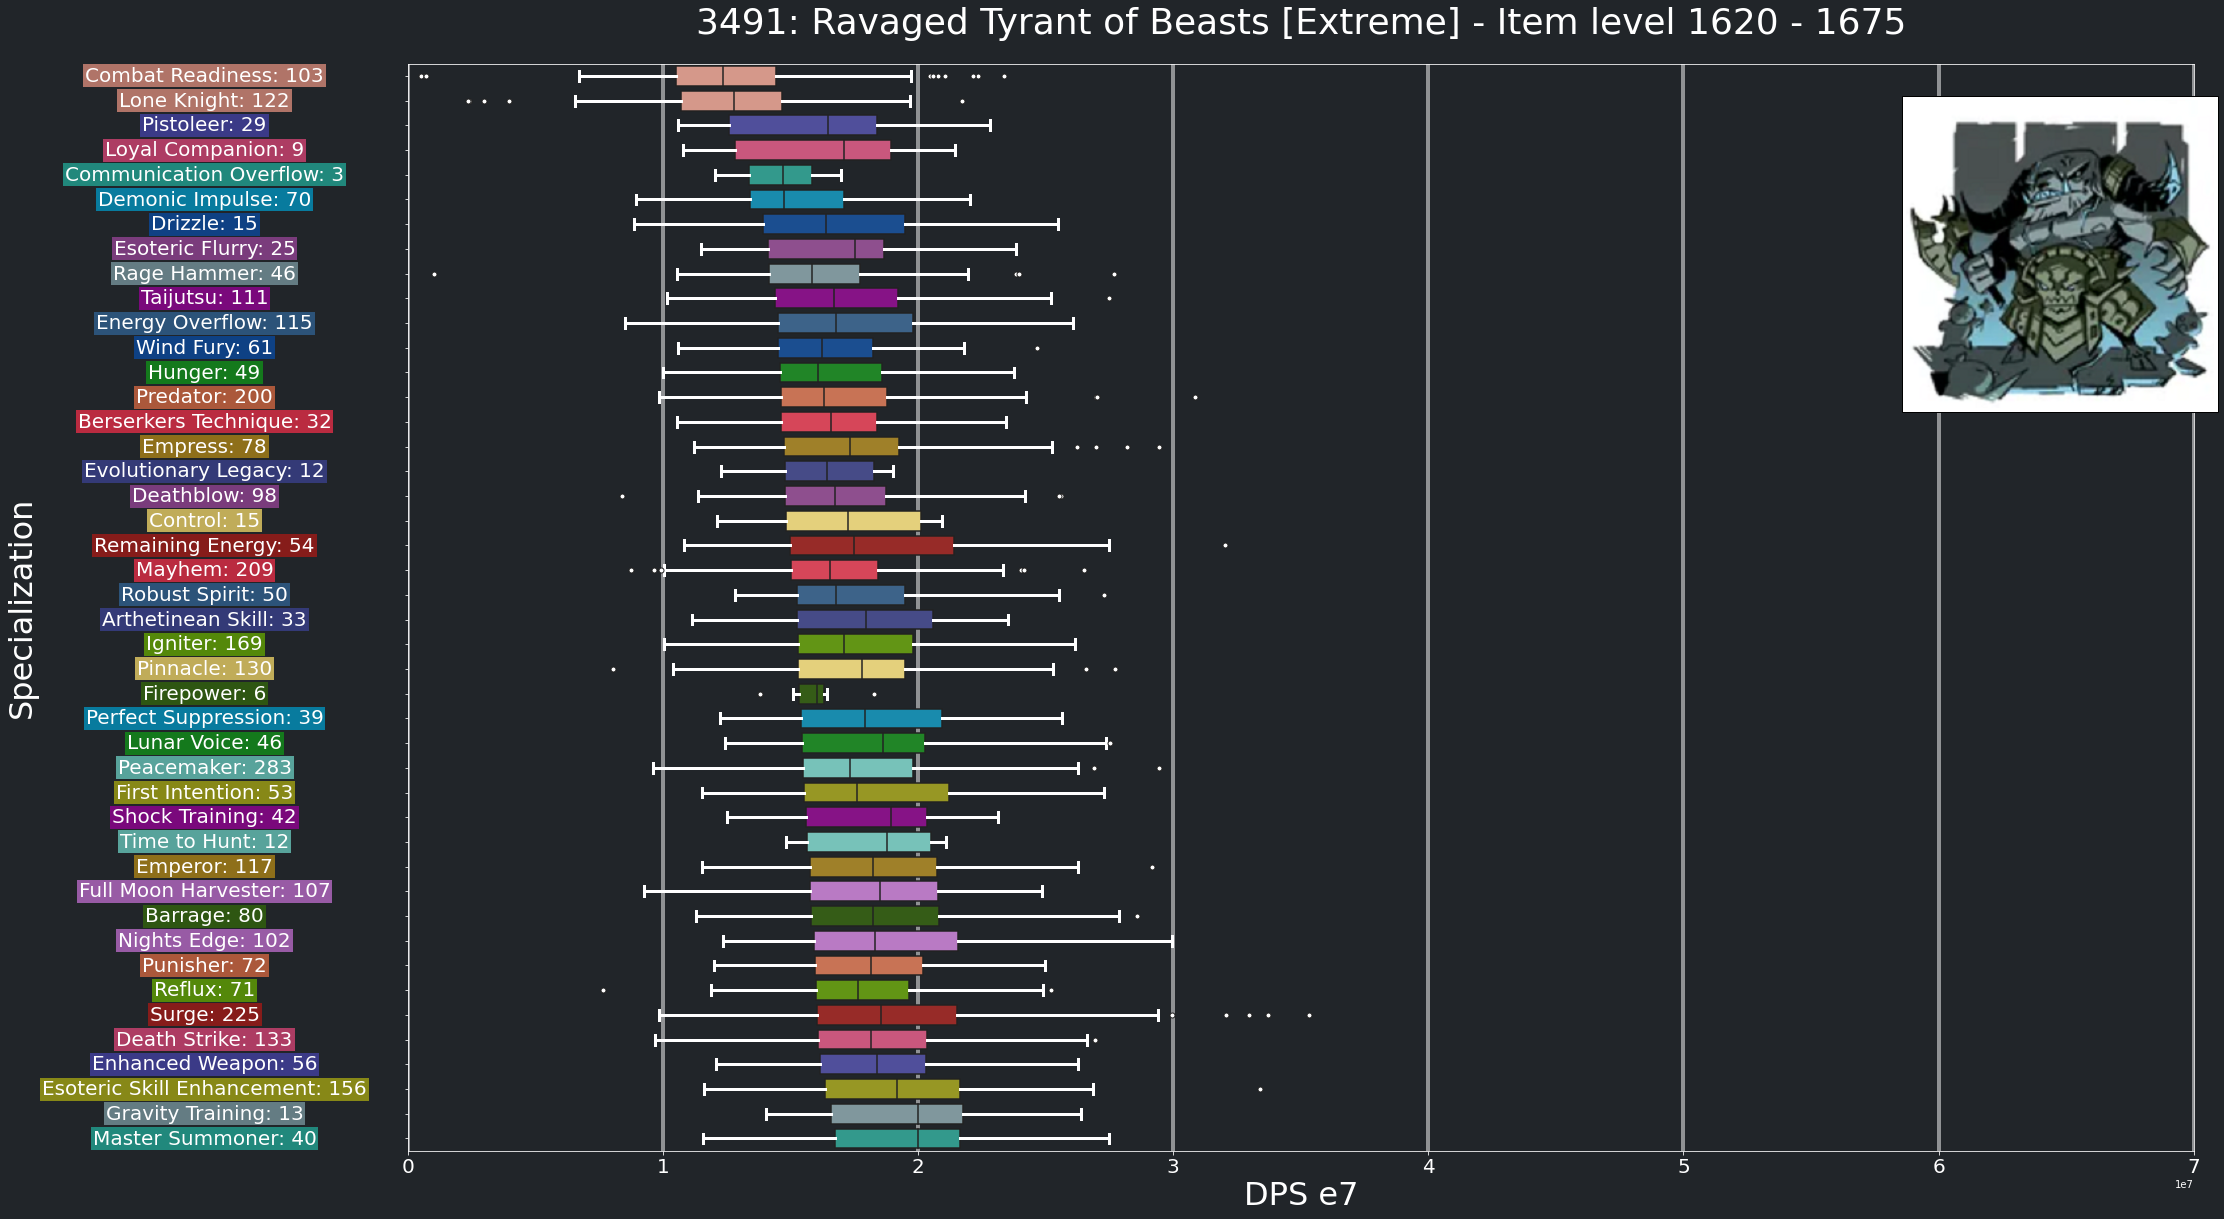 3491: Ravaged Tyrant of Beasts [Extreme] - Item level 1620 - 1675
Specialization
Combat Readiness: 103
Lone Knight: 122
Pistoleer: 29
Loyal Companion: 9
Communication Overflow: 3
Demonic Impulse: 70
Drizzle: 15
Esoteric Flurry: 25
Rage Hammer: 46
Taijutsu: 111
Energy Overflow: 115
Wind Fury: 61
Hunger: 49
Predator: 200
Berserkers Technique: 32
Empress: 78
Evolutionary Legacy: 12
Deathblow: 98
Control: 15
Remaining Energy: 54
Mayhem: 209
Robust Spirit: 50
Arthetinean Skill: 33
Igniter: 169
Pinnacle: 130
Firepower: 6
Perfect Suppression: 39
Lunar Voice: 46
Peacemaker: 283
First Intention: 53
Shock Training: 42
Time to Hunt: 12
Emperor: 117
Full Moon Harvester: 107
Barrage: 80
Nights Edge: 102
Punisher: 72
Reflux: 71
Surge: 225
Death Strike: 133
Enhanced Weapon: 56
Esoteric Skill Enhancement: 156
Gravity Training: 13
Master Summoner: 40
0 1 2 3 4 5 6 7
1e7
DPS e7